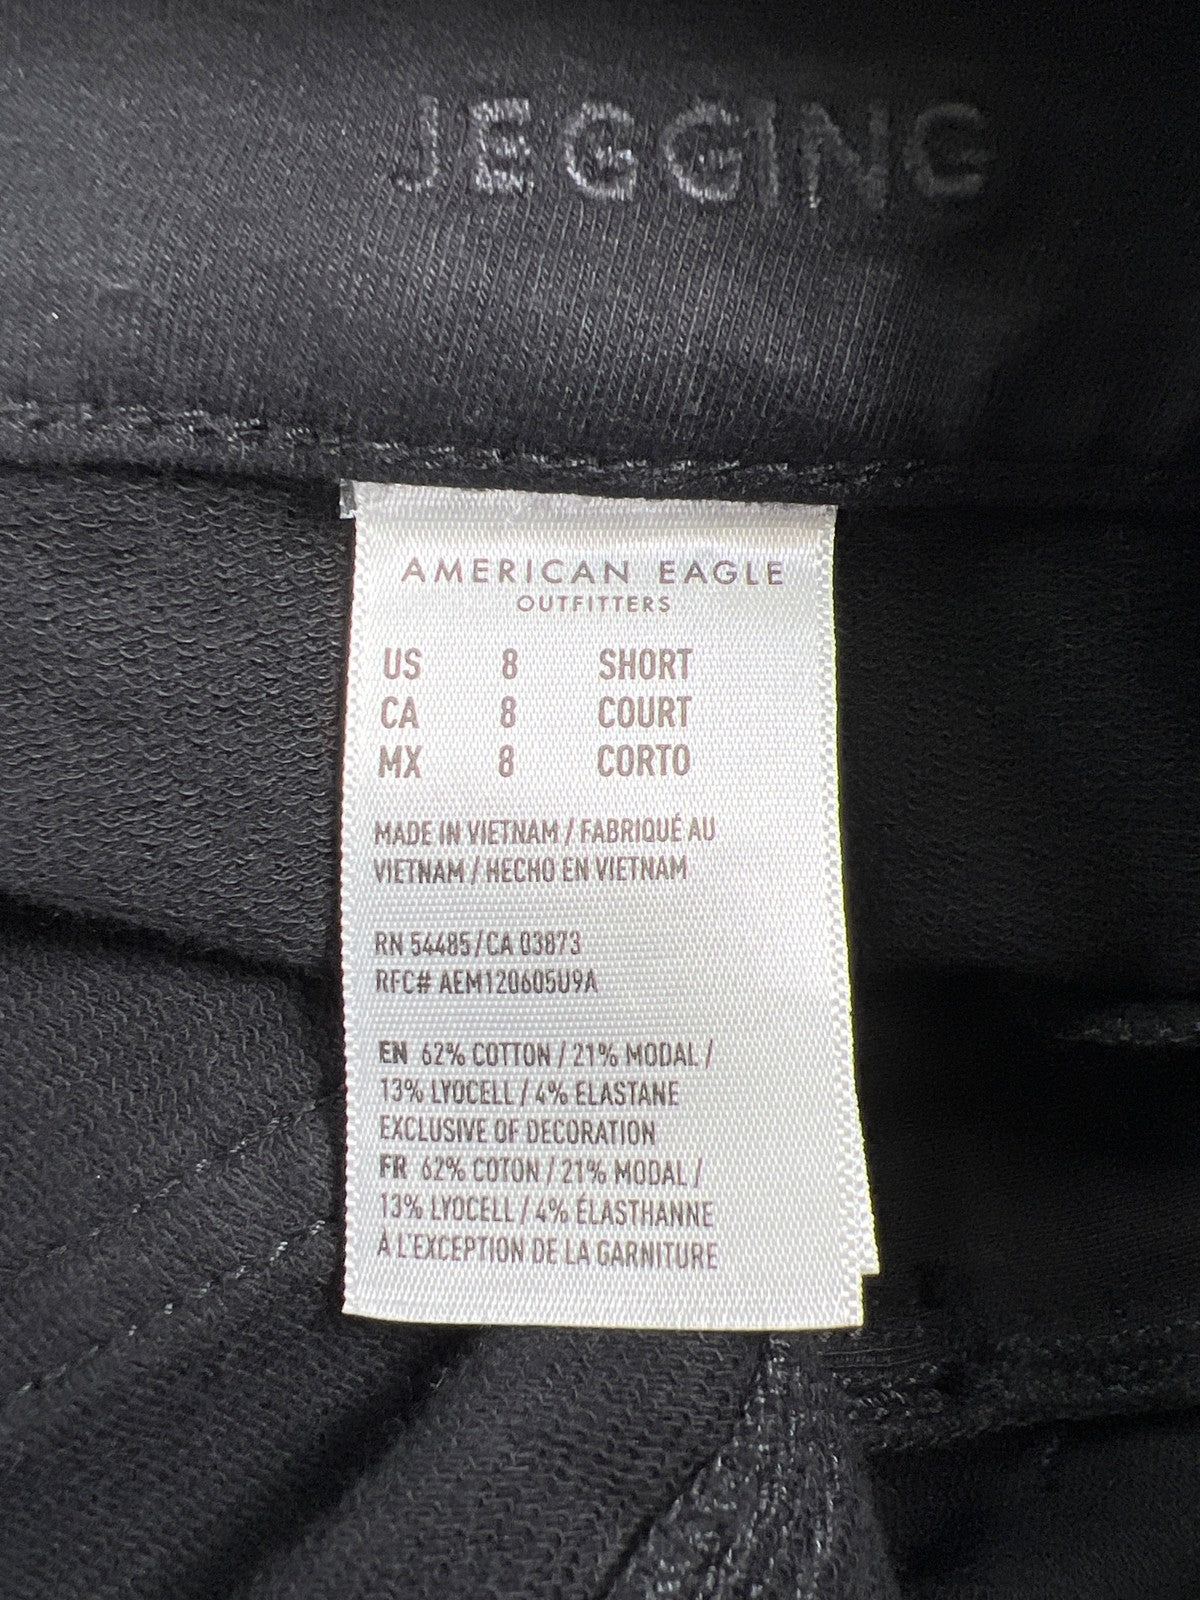 JEGGING
AMERICAN EAGLE
OUTFITTERS
US 8 SHORT
CA 8 COURT
MX 8 CORTO
MADE IN VIETNAM / FABRIQUÉ AU
VIETNAM / HECHO EN VIETNAM
RN 54485/CA 03873
RFC# AEM120605U9A
EN 62% COTTON / 21% MODAL /
13% LYOCELL / 4% ELASTANE
EXCLUSIVE OF DECORATION
FR 62% COTON / 21% MODAL /
13% LYOCELL / 4% ÉLASTHANNE
À L'EXCEPTION DE LA GARNITURE